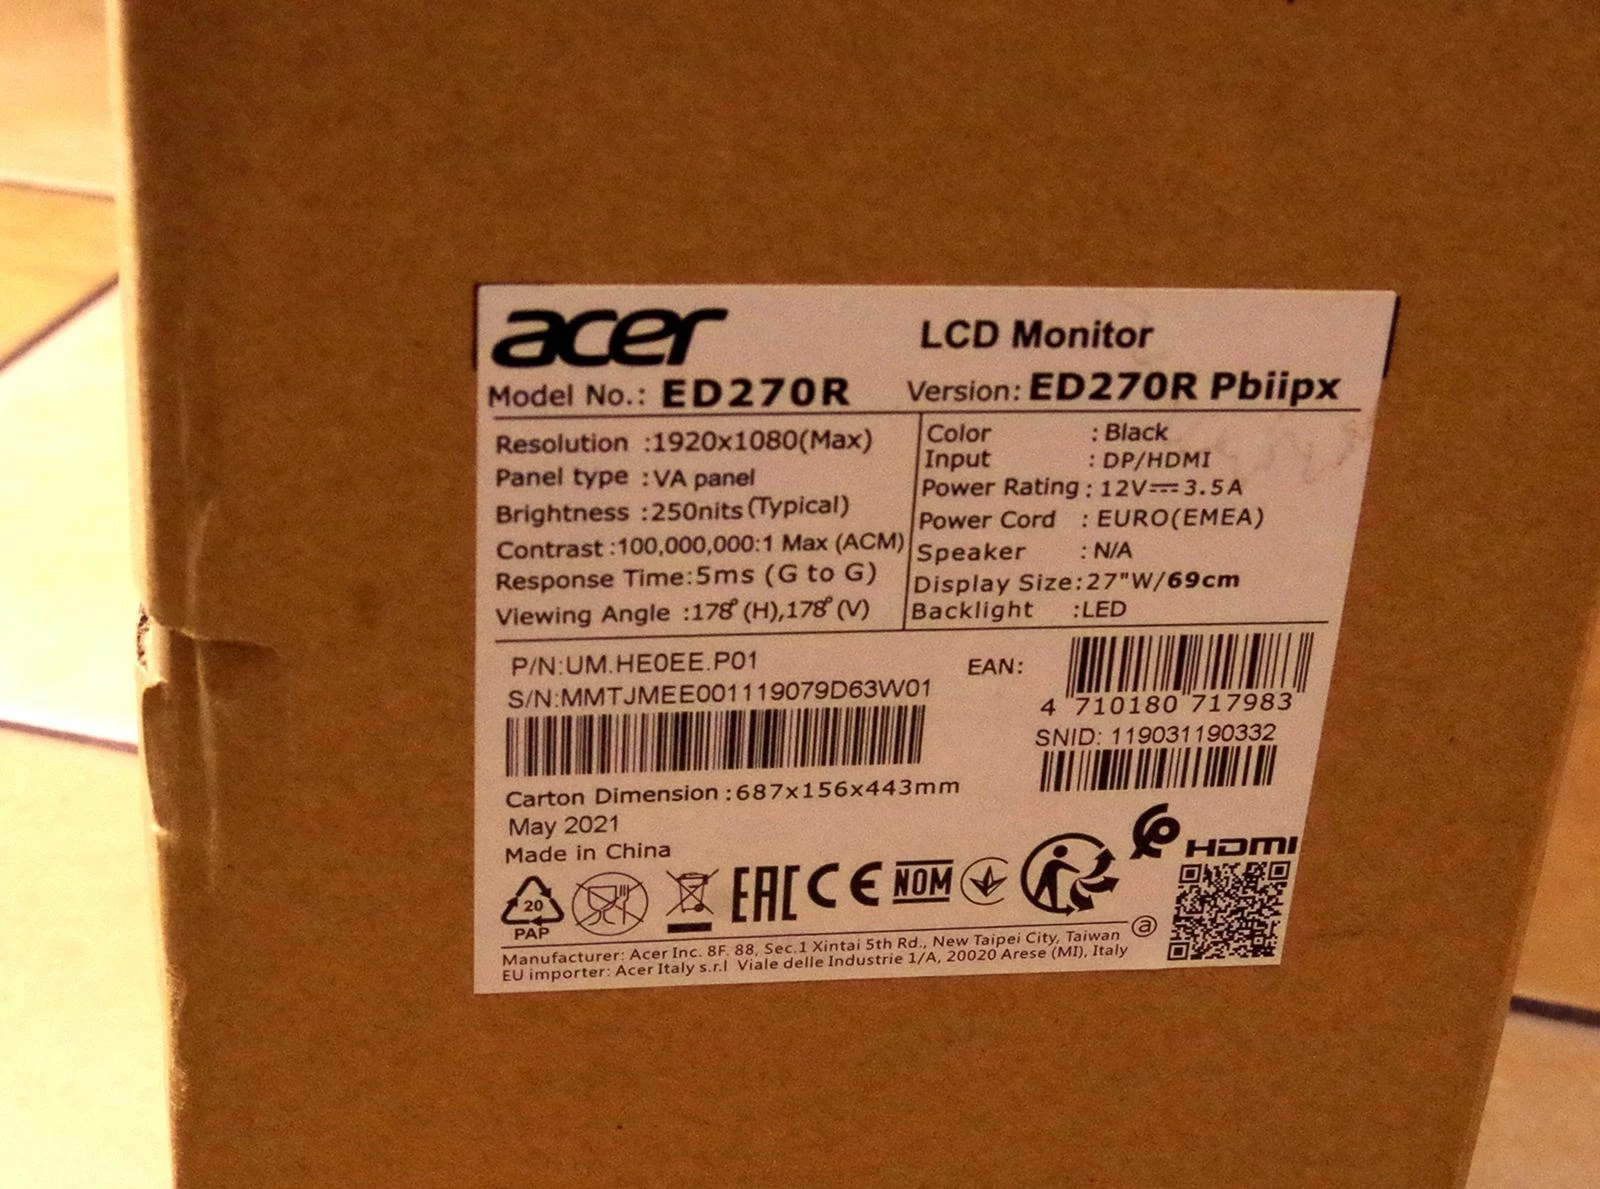 acer
LCD Monitor
Model No.: ED270R
Version: ED270R Pbiipx
Resolution :1920x1080(Max)
Panel type :VA panel
Brightness :250nits(Typical)
Contrast:100,000,000:1 Max (ACM)
Response Time:5ms (G to G)
Viewing Angle :178°(H),178°(V)
Color : Black
Input : DP/HDMI
Power Rating: 12V⎓3.5A
Power Cord : EURO(EMEA)
Speaker : N/A
Display Size:27"W/69cm
Backlight :LED
P/N:UM.HE0EE.P01
S/N:MMTJMEE001119079D63W01
EAN:
4 710180 717983
SNID: 119031190332
Carton Dimension:687x156x443mm
May 2021
Made in China
HDMI
20
PAP
EAC CE NOM
Manufacturer: Acer Inc. 8F. 88, Sec.1 Xintai 5th Rd., New Taipei City, Taiwan
EU importer: Acer Italy s.r.l Viale delle Industrie 1/A, 20020 Arese (MI), Italy
a